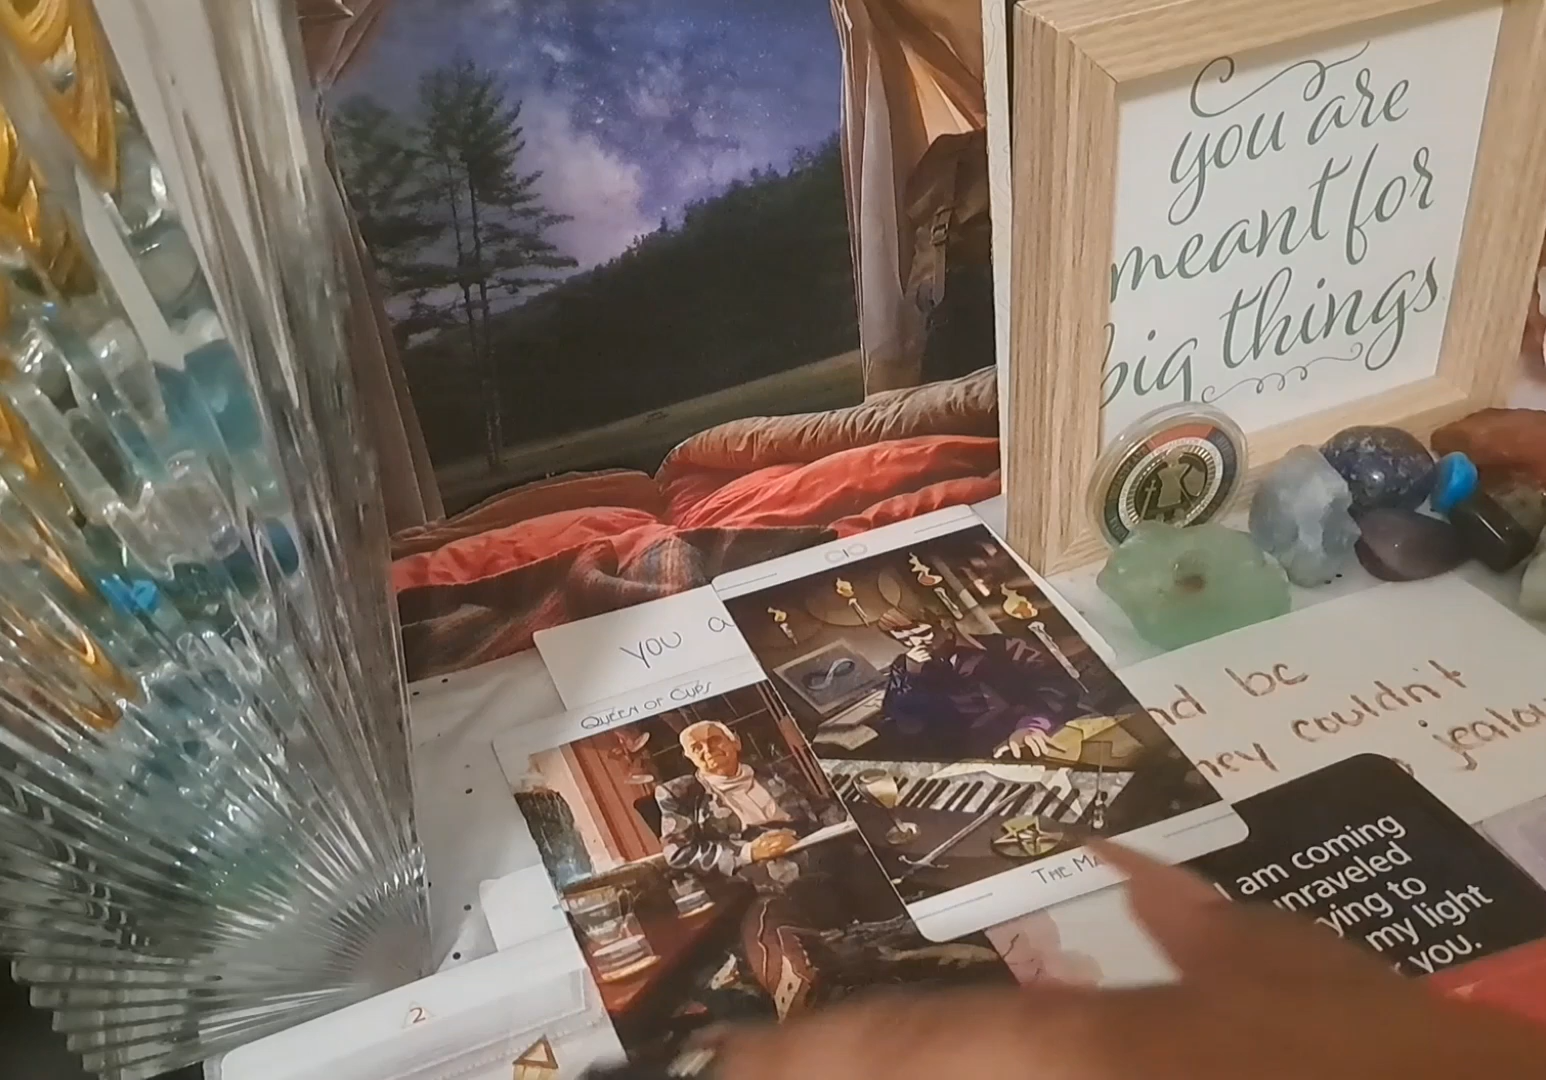 you are
meant for
big things
you a
Queen of Cups
The Ma
nd be
hey couldn't
jealou
I am coming
unraveled
ying to
my light
you.
2